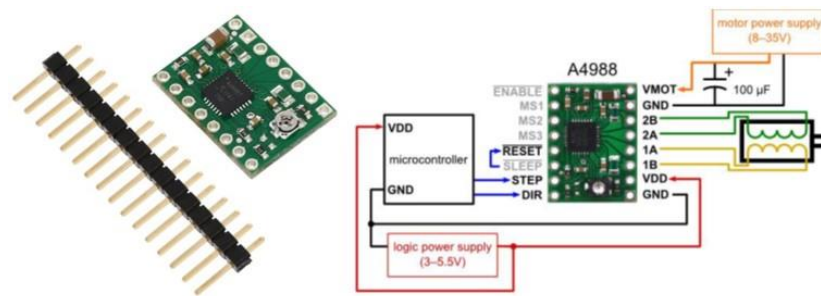 motor power supply
(8–35V)
A4988
+
100 µF
ENABLE
MS1
MS2
MS3
RESET
SLEEP
STEP
DIR
VMOT
GND
2B
2A
1A
1B
VDD
GND
VDD
microcontroller
GND
logic power supply
(3–5.5V)